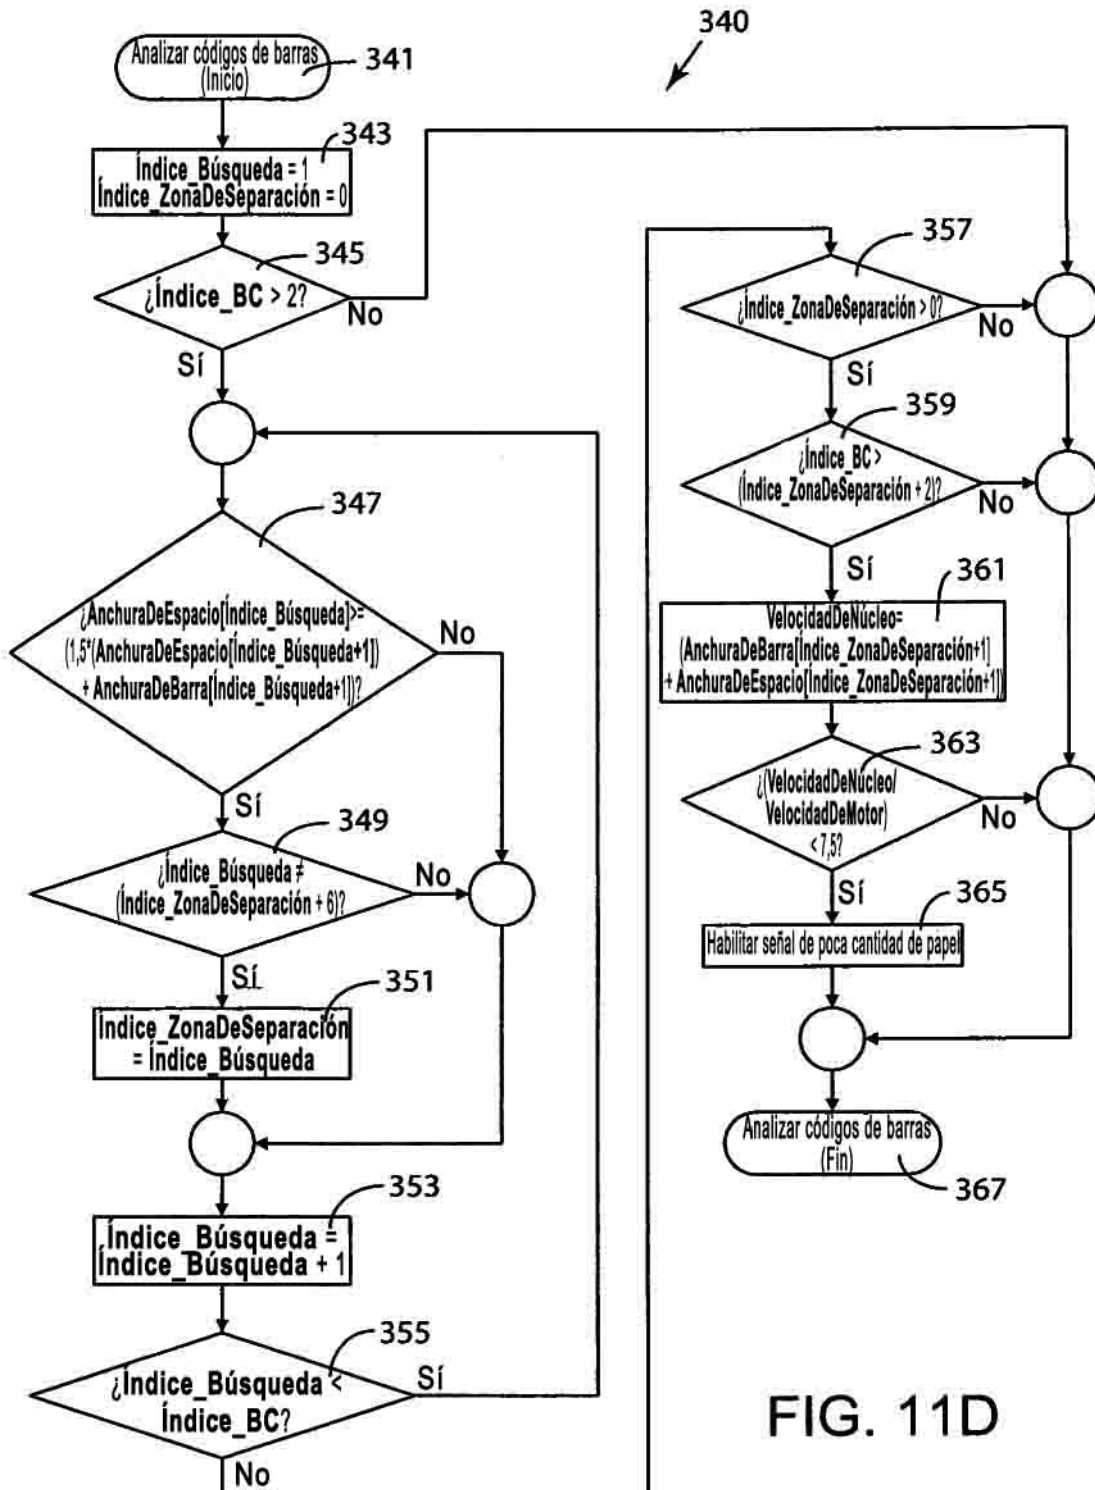 340
Analizar códigos de barras
(Inicio)
341
343
Índice_Búsqueda = 1
Índice_ZonaDeSeparación = 0
345
¿Índice_BC > 2?
No
Sí
347
¿AnchuraDeEspacio[Índice_Búsqueda]>=
(1,5*(AnchuraDeEspacio[Índice_Búsqueda+1])
+ AnchuraDeBarra[Índice_Búsqueda+1])?
No
Sí
349
¿Índice_Búsqueda ≠
(Índice_ZonaDeSeparación + 6)?
No
Sí
351
Índice_ZonaDeSeparación
= Índice_Búsqueda
353
Índice_Búsqueda =
Índice_Búsqueda + 1
355
¿Índice_Búsqueda <
Índice_BC?
Sí
No
357
¿Índice_ZonaDeSeparación > 0?
No
Sí
359
¿Índice_BC >
(Índice_ZonaDeSeparación + 2)?
No
Sí
361
VelocidadDeNúcleo=
(AnchuraDeBarra[Índice_ZonaDeSeparación+1]
+ AnchuraDeEspacio[Índice_ZonaDeSeparación+1])
363
¿(VelocidadDeNúcleo/
VelocidadDeMotor)
< 7,5?
No
Sí
365
Habilitar señal de poca cantidad de papel
Analizar códigos de barras
(Fin)
367
FIG. 11D